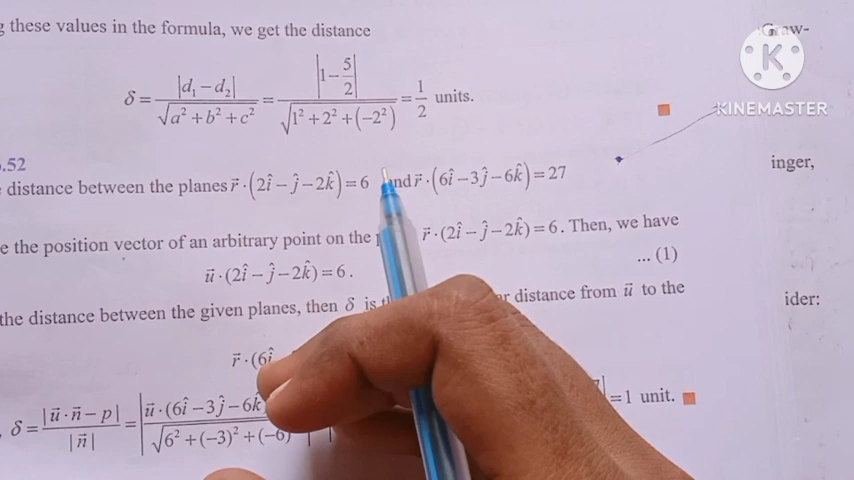 g these values in the formula, we get the distance
Graw-
K
KINEMASTER
δ = |d₁ − d₂| / √(a² + b² + c²) = |1 − 5/2| / √(1² + 2² + (−2²)) = 1/2 units.
.52
inger,
distance between the planes r⃗ · (2î − ĵ − 2k̂) = 6 and r⃗ · (6î − 3ĵ − 6k̂) = 27
e the position vector of an arbitrary point on the r⃗ · (2î − ĵ − 2k̂) = 6 . Then, we have
u⃗ · (2î − ĵ − 2k̂) = 6 . ... (1)
the distance between the given planes, then δ is distance from u⃗ to the
ider:
r⃗ · (6î
δ = |u⃗ · n⃗ − p| / |n⃗| = |u⃗ · (6î − 3ĵ − 6k̂ / √(6² + (−3)² + (−6) | = 1 unit.